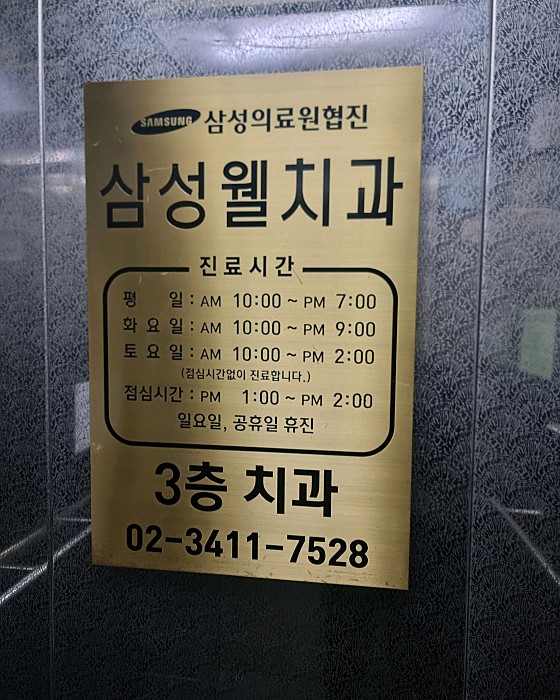 SAMSUNG 삼성의료원협진
삼성웰치과
진료시간
평 일 : AM 10:00 ~ PM 7:00
화 요 일 : AM 10:00 ~ PM 9:00
토 요 일 : AM 10:00 ~ PM 2:00
(점심시간없이 진료합니다.)
점심시간 : PM 1:00 ~ PM 2:00
일요일, 공휴일 휴진
3층 치과
02-3411-7528